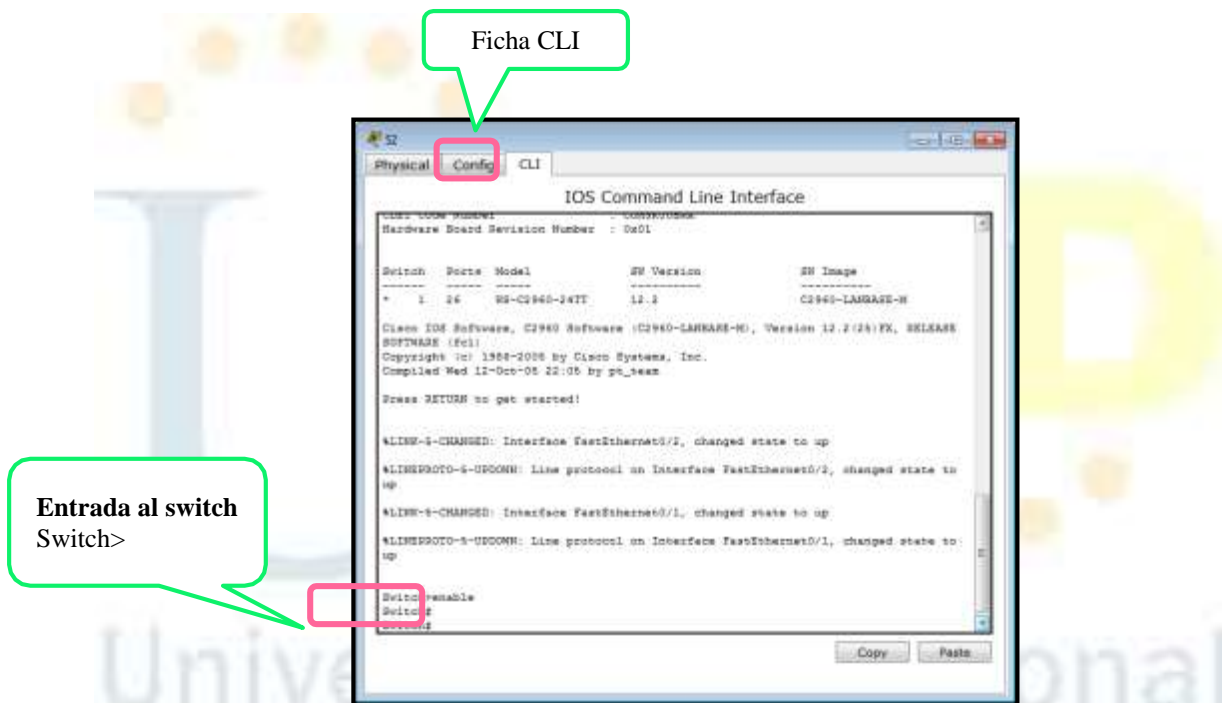 Ficha CLI
S2
Physical Config CLI
IOS Command Line Interface
Hardware Board Revision Number : 0x01
Switch Ports Model SW Version SW Image
------ ----- ----- ---------- ----------
* 1 26 WS-C2960-24TT 12.2 C2960-LANBASE-M
Cisco IOS Software, C2960 Software (C2960-LANBASE-M), Version 12.2(25)FX, RELEASE
SOFTWARE (fc1)
Copyright (c) 1986-2005 by Cisco Systems, Inc.
Compiled Wed 12-Oct-05 22:05 by pt_team
Press RETURN to get started!
%LINK-5-CHANGED: Interface FastEthernet0/2, changed state to up
%LINEPROTO-5-UPDOWN: Line protocol on Interface FastEthernet0/2, changed state to
up
%LINK-5-CHANGED: Interface FastEthernet0/1, changed state to up
%LINEPROTO-5-UPDOWN: Line protocol on Interface FastEthernet0/1, changed state to
up
Entrada al switch
Switch>
Switch>enable
Switch#
Switch#
Copy Paste